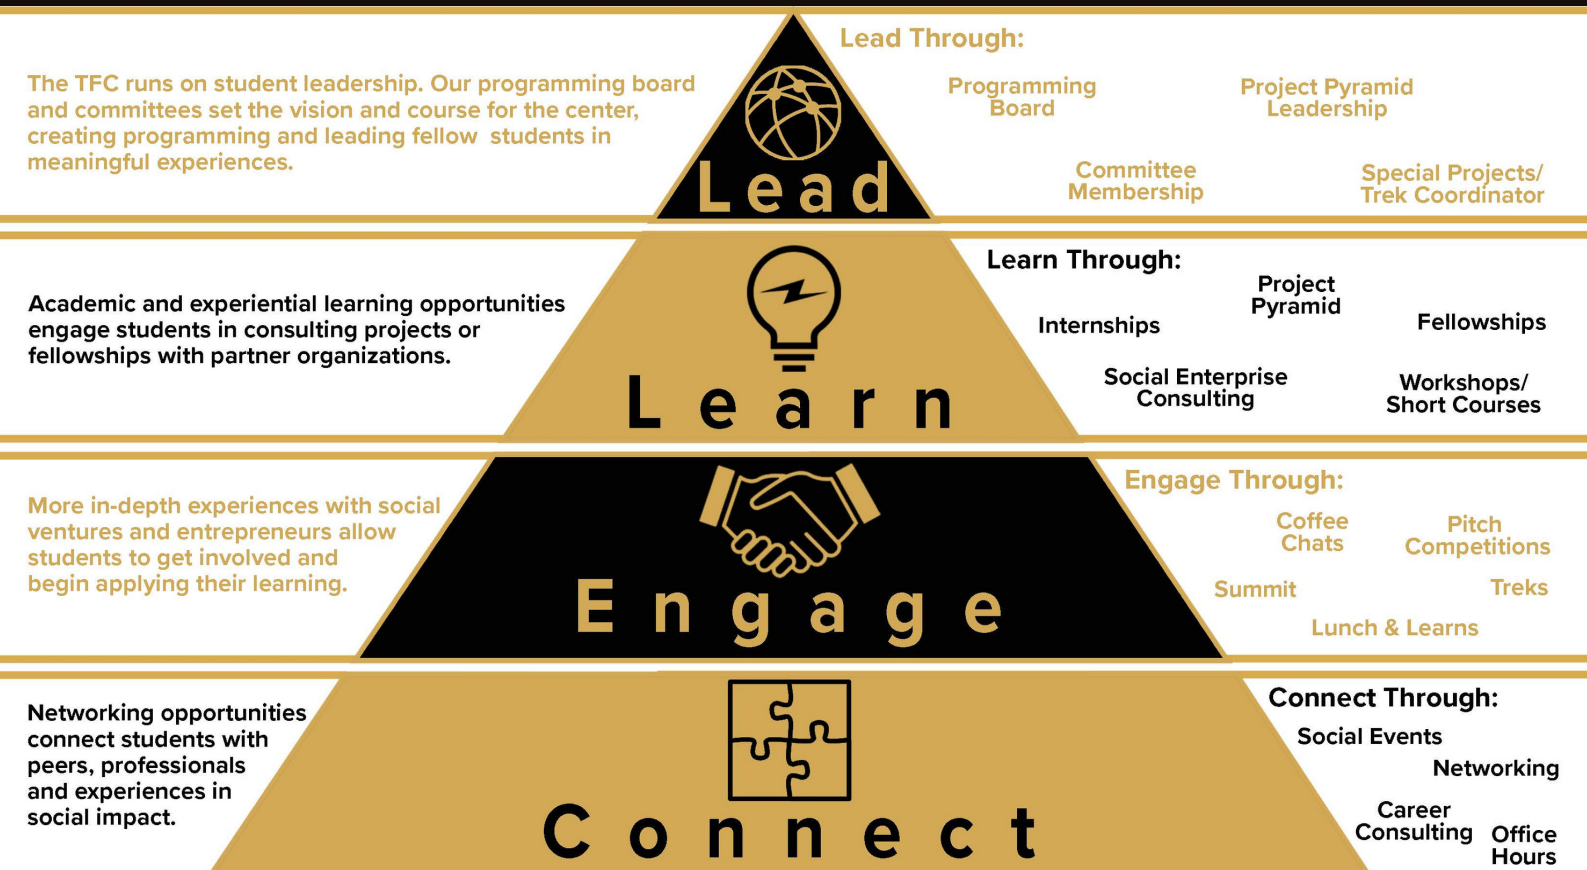 The TFC runs on student leadership. Our programming board
and committees set the vision and course for the center,
creating programming and leading fellow students in
meaningful experiences.
Lead
Lead Through:
Programming
Board
Project Pyramid
Leadership
Committee
Membership
Special Projects/
Trek Coordinator
Academic and experiential learning opportunities
engage students in consulting projects or
fellowships with partner organizations.
Learn
Learn Through:
Project
Pyramid
Internships
Fellowships
Social Enterprise
Consulting
Workshops/
Short Courses
More in-depth experiences with social
ventures and entrepreneurs allow
students to get involved and
begin applying their learning.
Engage
Engage Through:
Coffee
Chats
Pitch
Competitions
Summit
Treks
Lunch & Learns
Networking opportunities
connect students with
peers, professionals
and experiences in
social impact.
Connect
Connect Through:
Social Events
Networking
Career
Consulting
Office
Hours